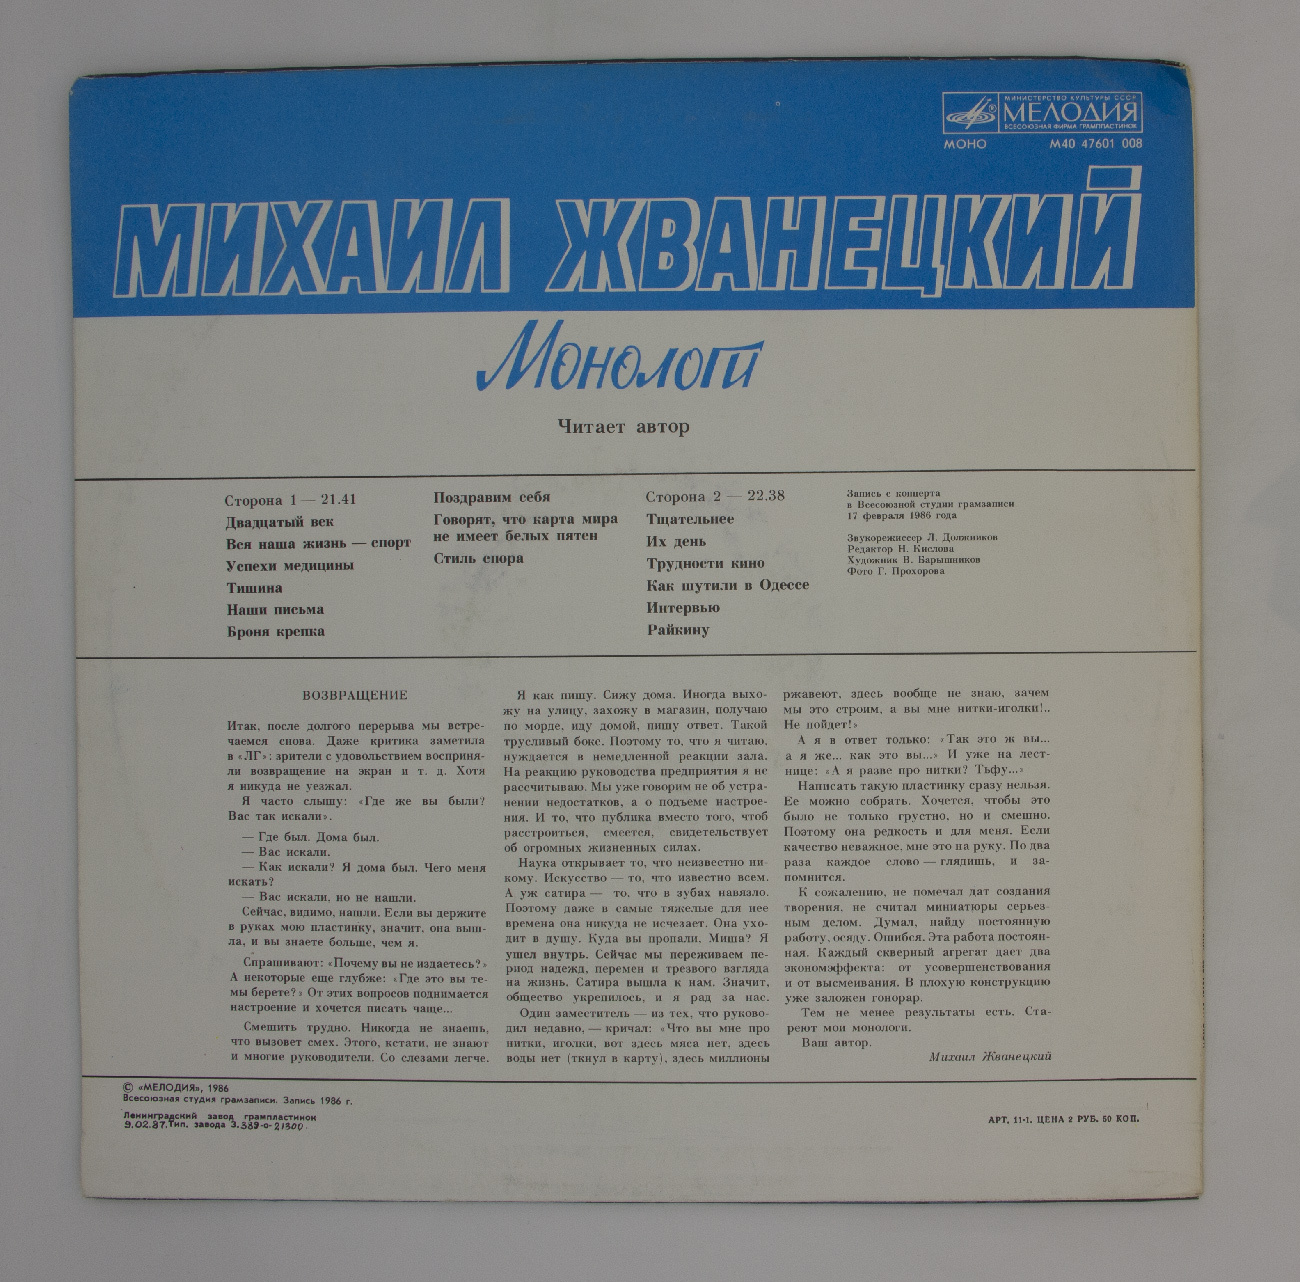 МИНИСТЕРСТВО КУЛЬТУРЫ СССР
МЕЛОДИЯ
ВСЕСОЮЗНАЯ ФИРМА ГРАМПЛАСТИНОК
МОНО М40 47601 008
МИХАИЛ ЖВАНЕЦКИЙ
Монологи
Читает автор
Сторона 1 — 21.41
Двадцатый век
Вся наша жизнь — спорт
Успехи медицины
Тишина
Наши письма
Броня крепка
Поздравим себя
Говорят, что карта мира
не имеет белых пятен
Стиль спора
Сторона 2 — 22.38
Тщательнее
Их день
Трудности кино
Как шутили в Одессе
Интервью
Райкину
Запись с концерта
в Всесоюзной студии грамзаписи
17 февраля 1986 года
Звукорежиссер Л. Должников
Редактор Н. Кислова
Художник В. Барышников
Фото Г. Прохорова
ВОЗВРАЩЕНИЕ
Итак, после долгого перерыва мы встре-
чаемся снова. Даже критика заметила
в «ЛГ»: зрители с удовольствием восприня-
ли возвращение на экран и т. д. Хотя
я никуда не уезжал.
Я часто слышу: «Где же вы были?
Вас так искали».
— Где был. Дома был.
— Вас искали.
— Как искали? Я дома был. Чего меня
искать?
— Вас искали, но не нашли.
Сейчас, видимо, нашли. Если вы держите
в руках мою пластинку, значит, она выш-
ла, и вы знаете больше, чем я.
Спрашивают: «Почему вы не издаетесь?»
А некоторые еще глубже: «Где это вы те-
мы берете?» От этих вопросов поднимается
настроение и хочется писать чаще...
Смешить трудно. Никогда не знаешь,
что вызовет смех. Этого, кстати, не знают
и многие руководители. Со слезами легче.
Я как пишу. Сижу дома. Иногда выхо-
жу на улицу, захожу в магазин, получаю
по морде, иду домой, пишу ответ. Такой
трусливый бокс. Поэтому то, что я читаю,
нуждается в немедленной реакции зала.
На реакцию руководства предприятия я не
рассчитываю. Мы уже говорим не об устра-
нении недостатков, а о подъеме настрое-
ния. И то, что публика вместо того, чтоб
расстроиться, смеется, свидетельствует
об огромных жизненных силах.
Наука открывает то, что неизвестно ни-
кому. Искусство — то, что известно всем.
А уж сатира — то, что в зубах навязло.
Поэтому даже в самые тяжелые для нее
времена она никуда не исчезает. Она ухо-
дит в душу. Куда вы пропали, Миша? Я
ушел внутрь. Сейчас мы переживаем пе-
риод надежд, перемен и трезвого взгляда
на жизнь. Сатира вышла к нам. Значит,
общество укрепилось, и я рад за нас.
Один заместитель — из тех, что руково-
дил недавно, — кричал: «Что вы мне про
нитки, иголки, вот здесь мяса нет, здесь
воды нет (ткнул в карту), здесь миллионы
ржавеют, здесь вообще не знаю, зачем
мы это строим, а вы мне нитки-иголки!..
Не пойдет!»
А я в ответ только: «Так это ж вы...
а я же... как это вы...» И уже на лест-
нице: «А я разве про нитки? Тьфу...»
Написать такую пластинку сразу нельзя.
Ее можно собрать. Хочется, чтобы это
было не только грустно, но и смешно.
Поэтому она редкость и для меня. Если
качество неважное, мне это на руку. По два
раза каждое слово — глядишь, и за-
помнится.
К сожалению, не помечал дат создания
творения, не считал миниатюры серьез-
ным делом. Думал, найду постоянную
работу, осяду. Ошибся. Эта работа постоян-
ная. Каждый скверный агрегат дает два
экономэффекта: от усовершенствования
и от высмеивания. В плохую конструкцию
уже заложен гонорар.
Тем не менее результаты есть. Ста-
реют мои монологи.
Ваш автор.
Михаил Жванецкий
© «МЕЛОДИЯ», 1986
Всесоюзная студия грамзаписи. Запись 1986 г.
Ленинградский завод грампластинок
9.02.87. Тип. завода З.389-0-21300
АРТ. 11-1. ЦЕНА 2 РУБ. 50 КОП.